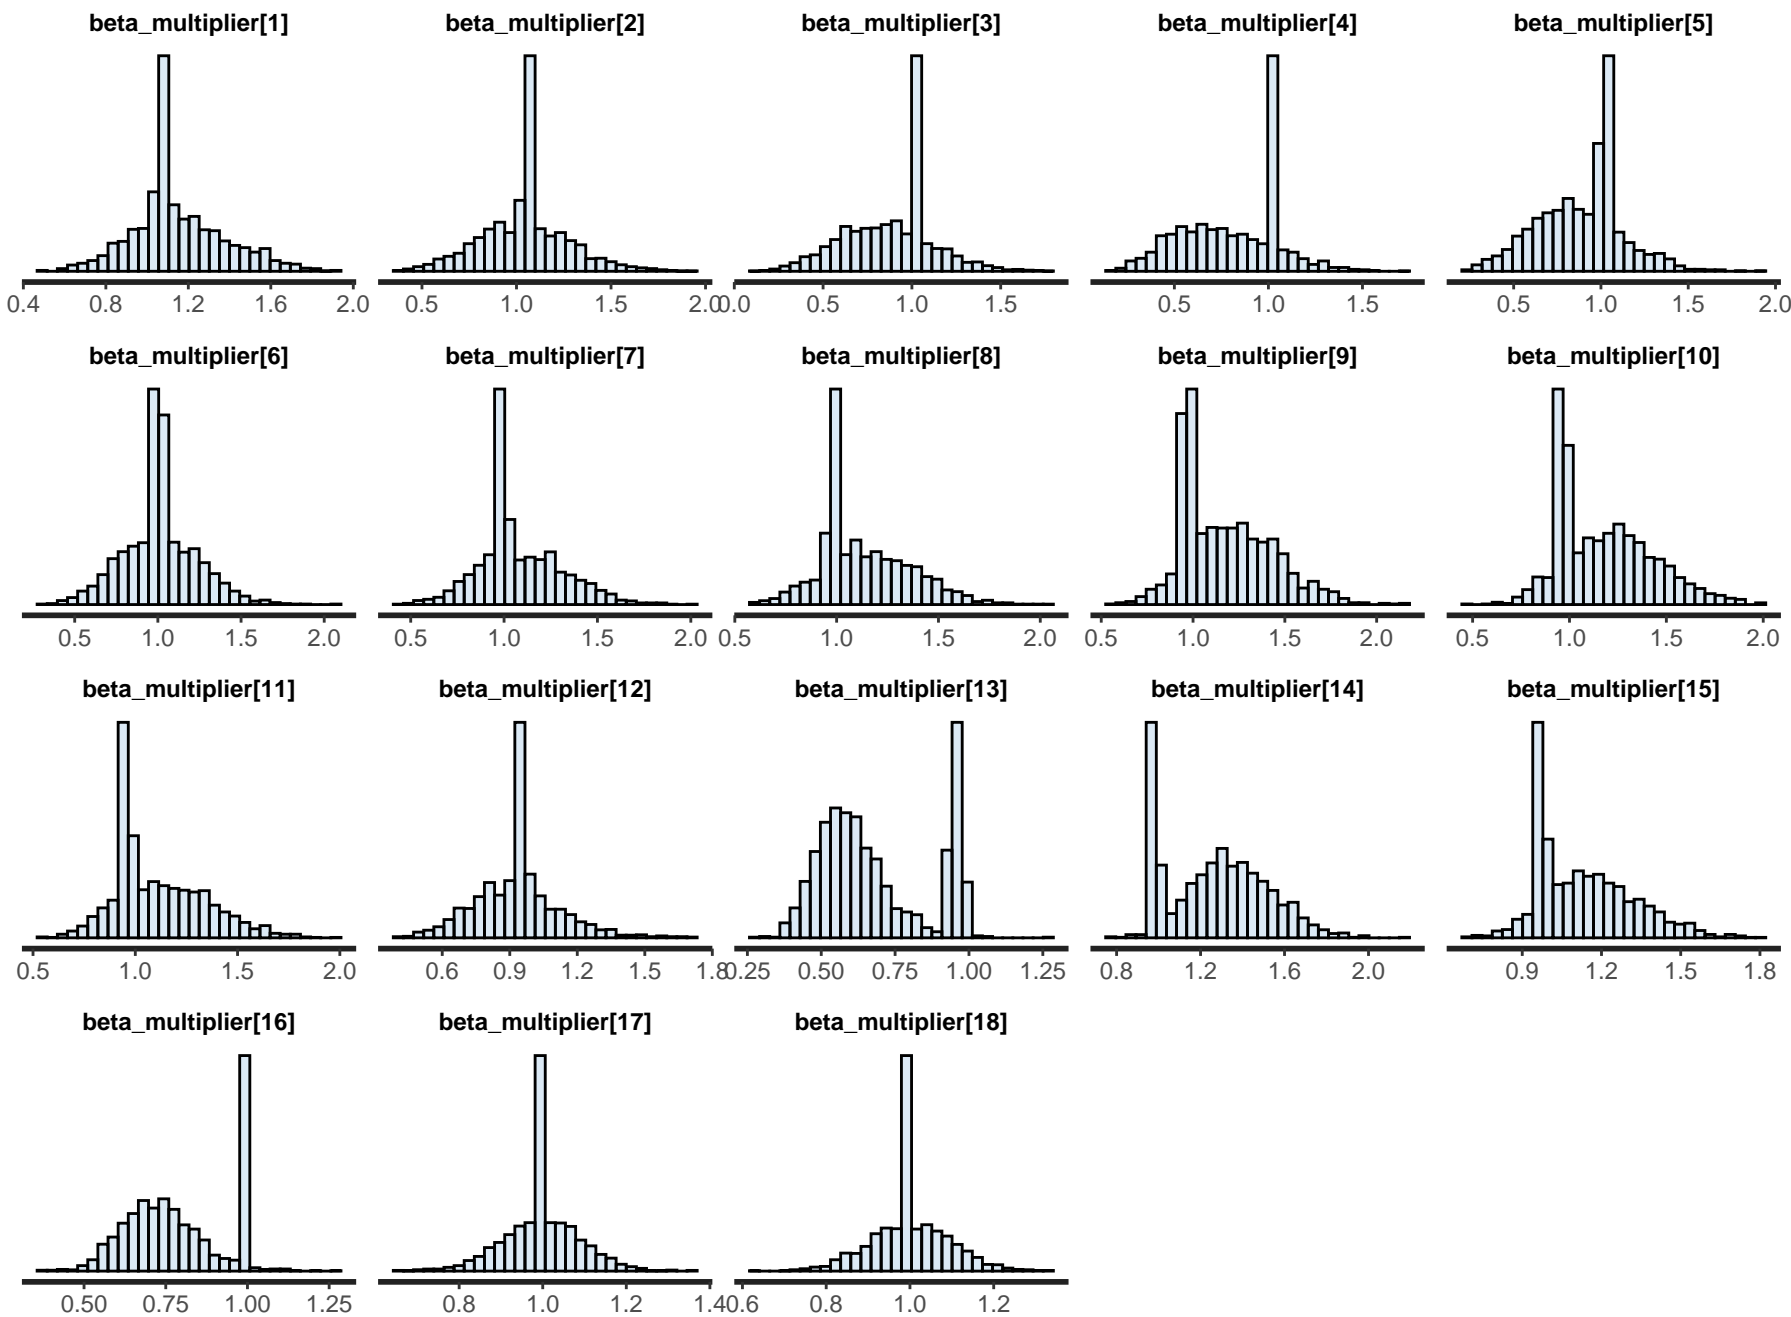 beta_multiplier[1] beta_multiplier[2] beta_multiplier[3] beta_multiplier[4] beta_multiplier[5]
0.4 0.8 1.2 1.6 2.0 0.5 1.0 1.5 2.0 0.0 0.5 1.0 1.5 0.5 1.0 1.5 0.5 1.0 1.5 2.0
beta_multiplier[6] beta_multiplier[7] beta_multiplier[8] beta_multiplier[9] beta_multiplier[10]
0.5 1.0 1.5 2.0 0.5 1.0 1.5 2.0 0.5 1.0 1.5 2.0 0.5 1.0 1.5 2.0 0.5 1.0 1.5 2.0
beta_multiplier[11] beta_multiplier[12] beta_multiplier[13] beta_multiplier[14] beta_multiplier[15]
0.5 1.0 1.5 2.0 0.6 0.9 1.2 1.5 1.8 0.25 0.50 0.75 1.00 1.25 0.8 1.2 1.6 2.0 0.9 1.2 1.5 1.8
beta_multiplier[16] beta_multiplier[17] beta_multiplier[18]
0.50 0.75 1.00 1.25 0.8 1.0 1.2 1.4 0.6 0.8 1.0 1.2